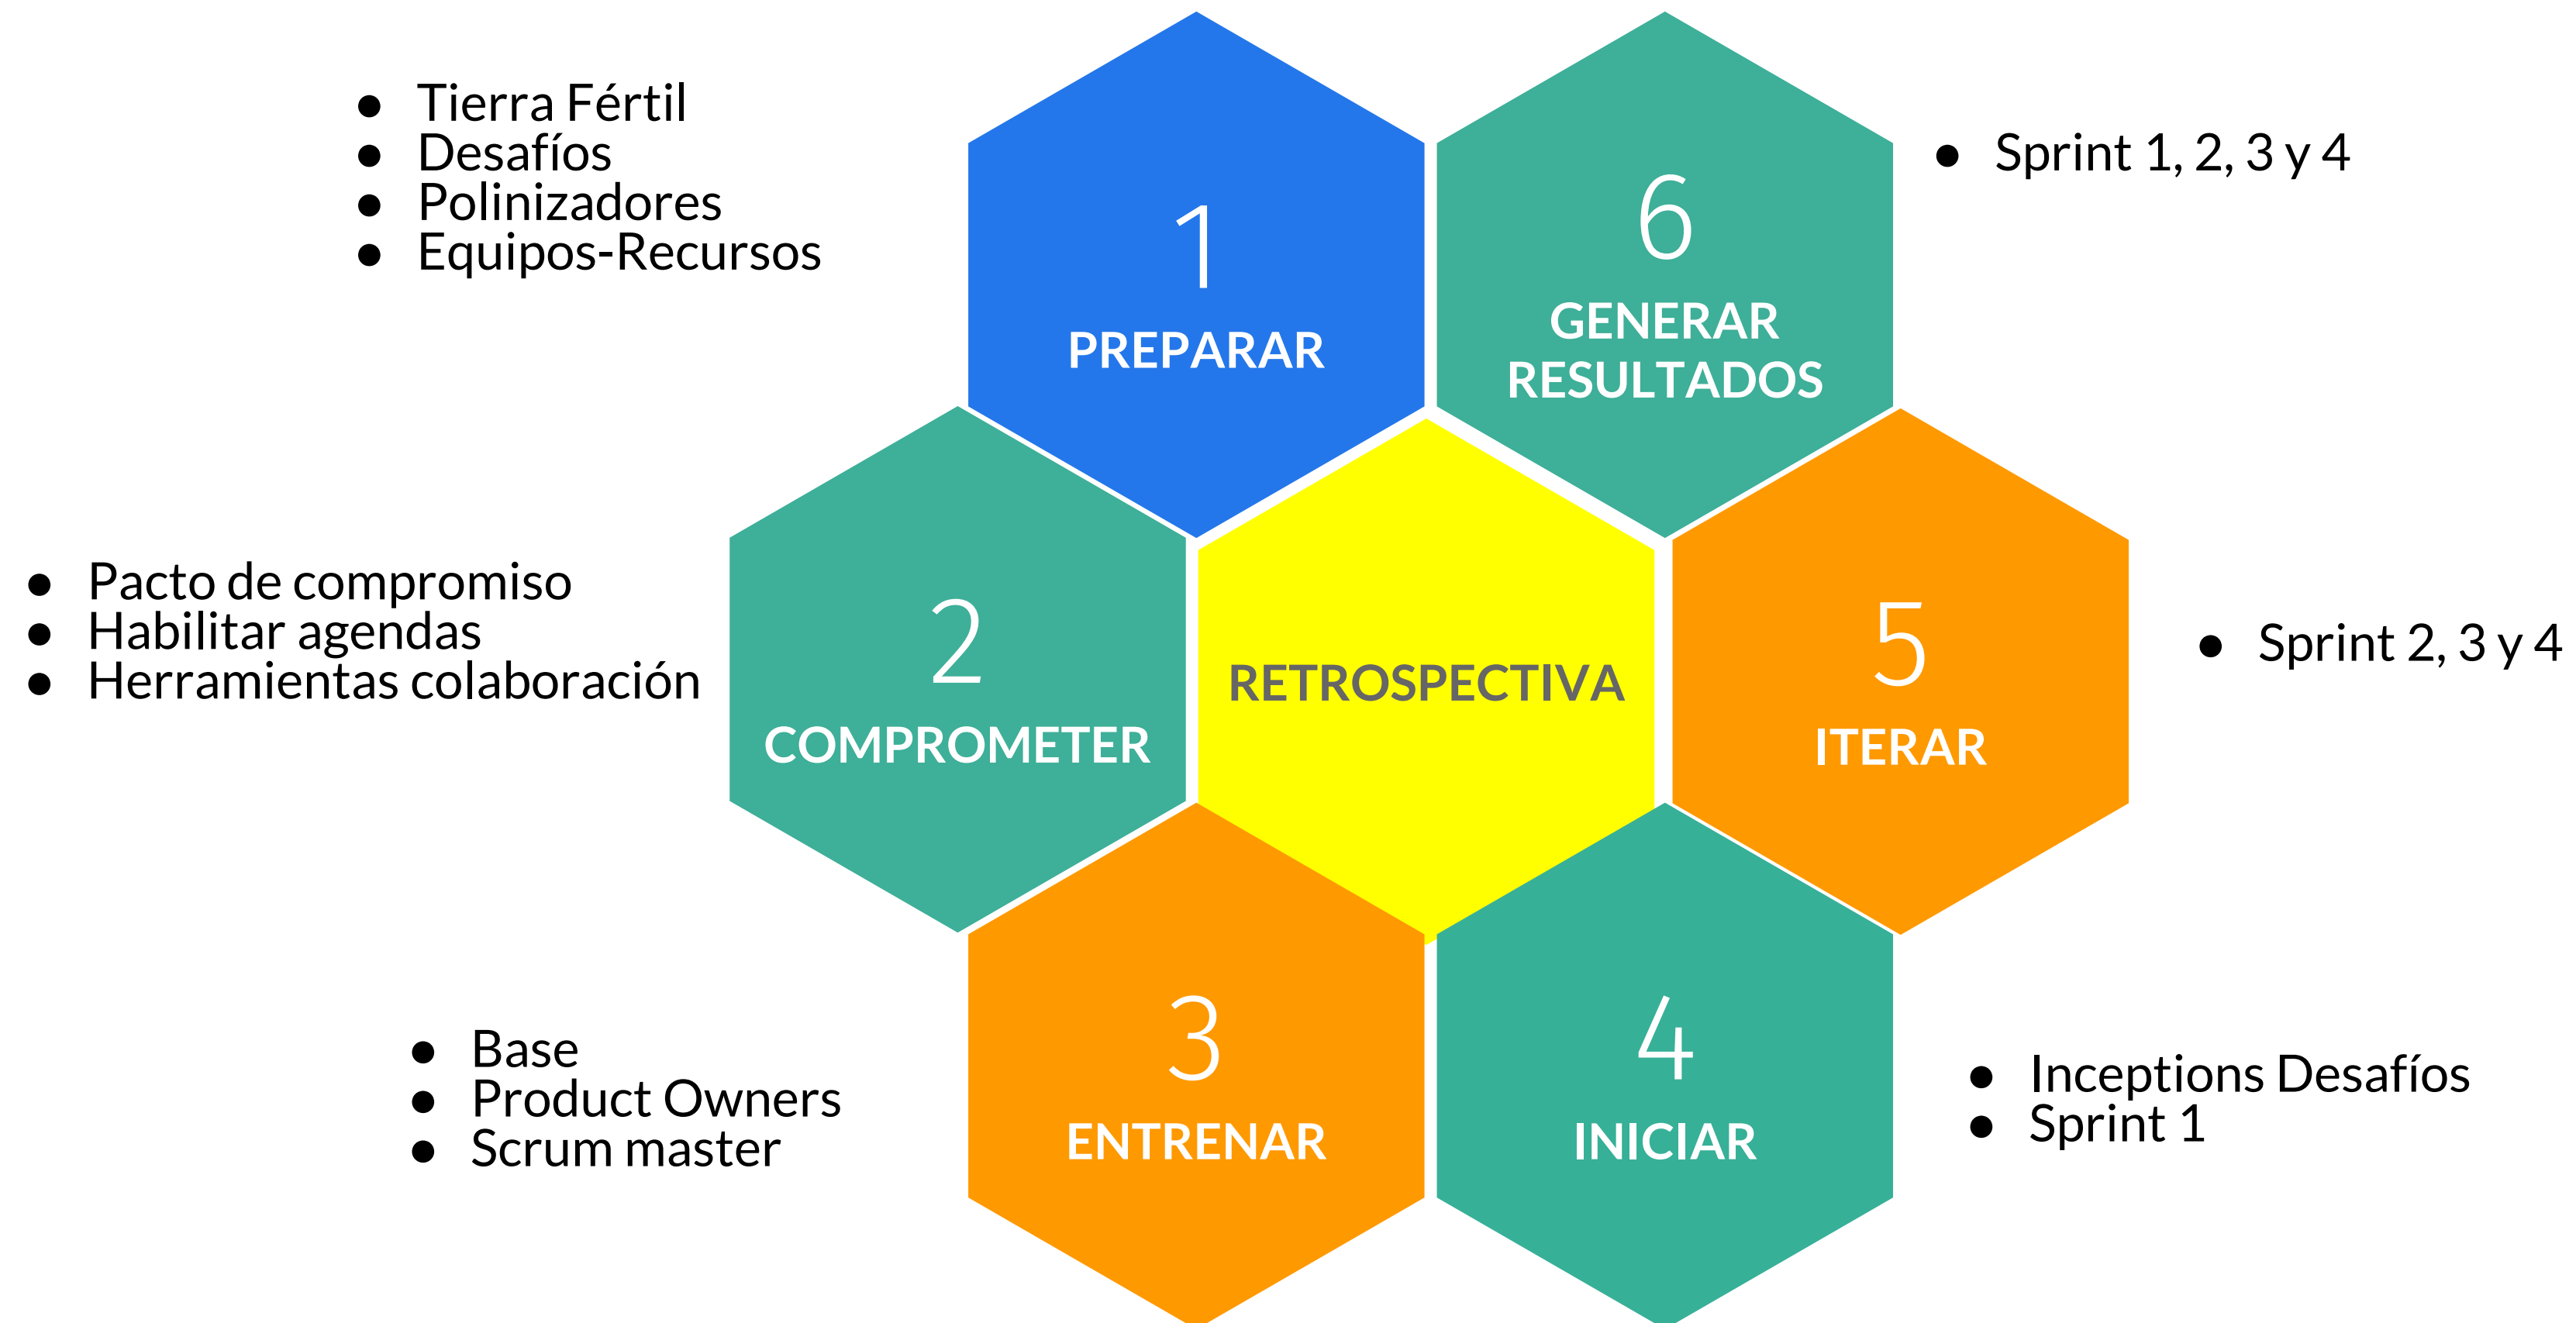 ● Tierra Fértil
● Desafíos
● Polinizadores
● Equipos-Recursos
1
PREPARAR
6
GENERAR
RESULTADOS
● Sprint 1, 2, 3 y 4
● Pacto de compromiso
● Habilitar agendas
● Herramientas colaboración
2
COMPROMETER
RETROSPECTIVA
5
ITERAR
● Sprint 2, 3 y 4
● Base
● Product Owners
● Scrum master
3
ENTRENAR
4
INICIAR
● Inceptions Desafíos
● Sprint 1